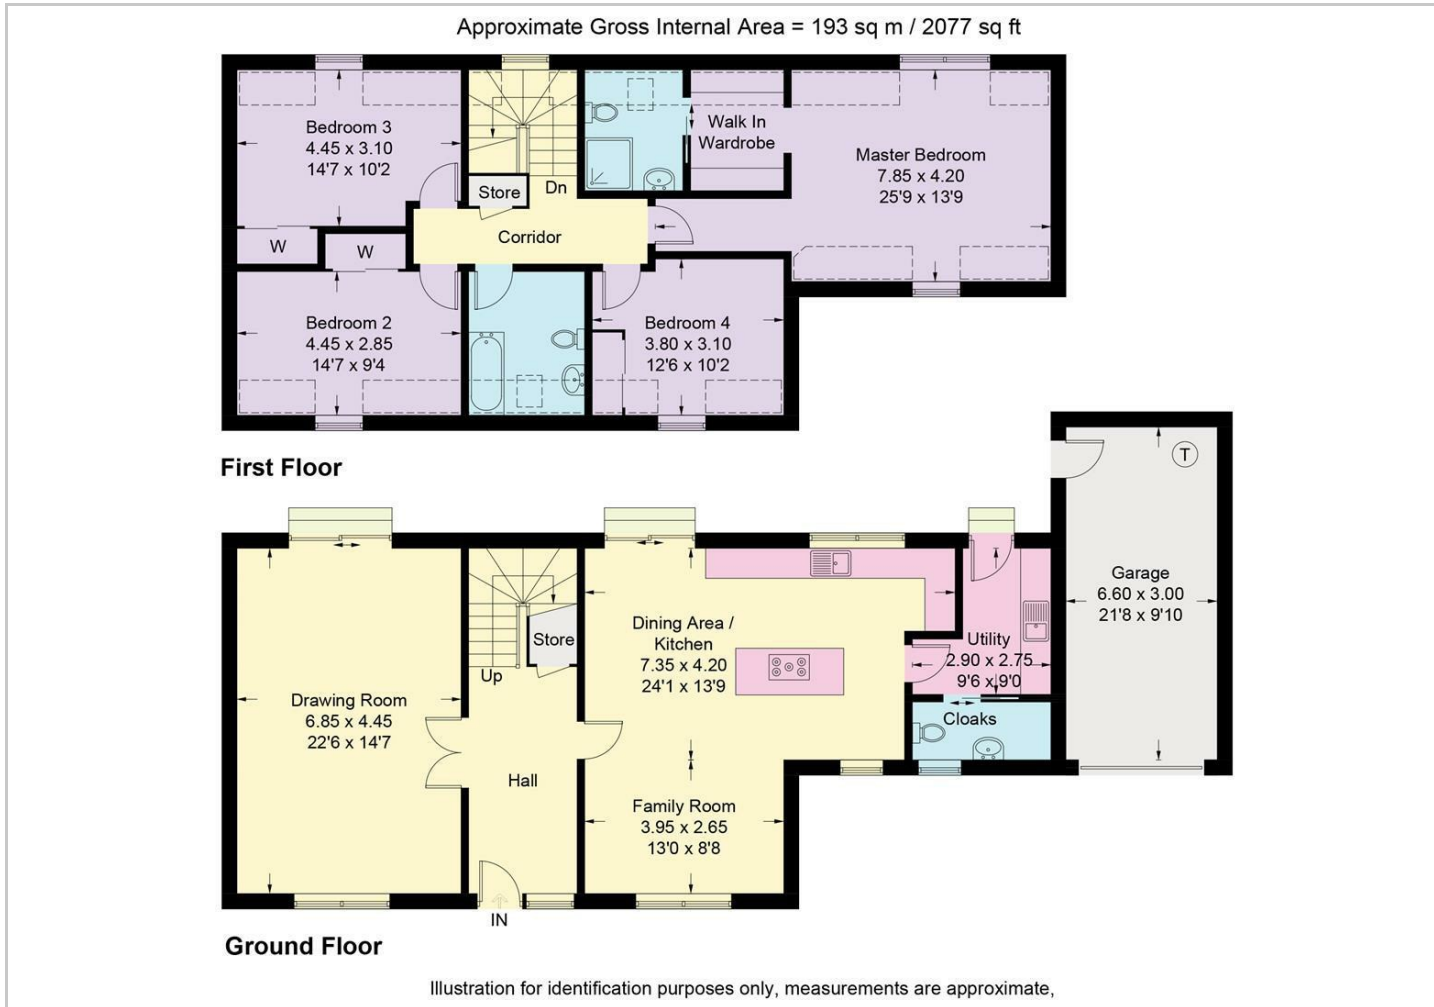 Approximate Gross Internal Area = 193 sq m / 2077 sq ft
Bedroom 3
4.45 x 3.10
14'7 x 10'2
Store
Dn
Walk In
Wardrobe
Master Bedroom
7.85 x 4.20
25'9 x 13'9
W
W
Corridor
Bedroom 2
4.45 x 2.85
14'7 x 9'4
Bedroom 4
3.80 x 3.10
12'6 x 10'2
First Floor
T
Garage
6.60 x 3.00
21'8 x 9'10
Drawing Room
6.85 x 4.45
22'6 x 14'7
Store
Up
Hall
IN
Dining Area /
Kitchen
7.35 x 4.20
24'1 x 13'9
Utility
2.90 x 2.75
9'6 x 9'0
Cloaks
Family Room
3.95 x 2.65
13'0 x 8'8
Ground Floor
Illustration for identification purposes only, measurements are approximate,